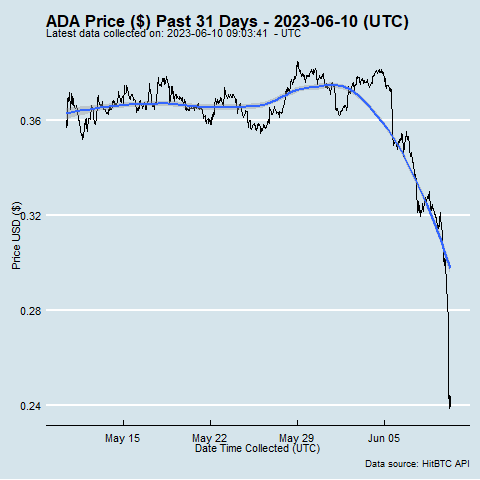 ADA Price ($) Past 31 Days - 2023-06-10 (UTC)
Latest data collected on: 2023-06-10 09:03:41 - UTC
0.36
0.32
0.28
0.24
Price USD ($)
May 15 May 22 May 29 Jun 05
Date Time Collected (UTC)
Data source: HitBTC API